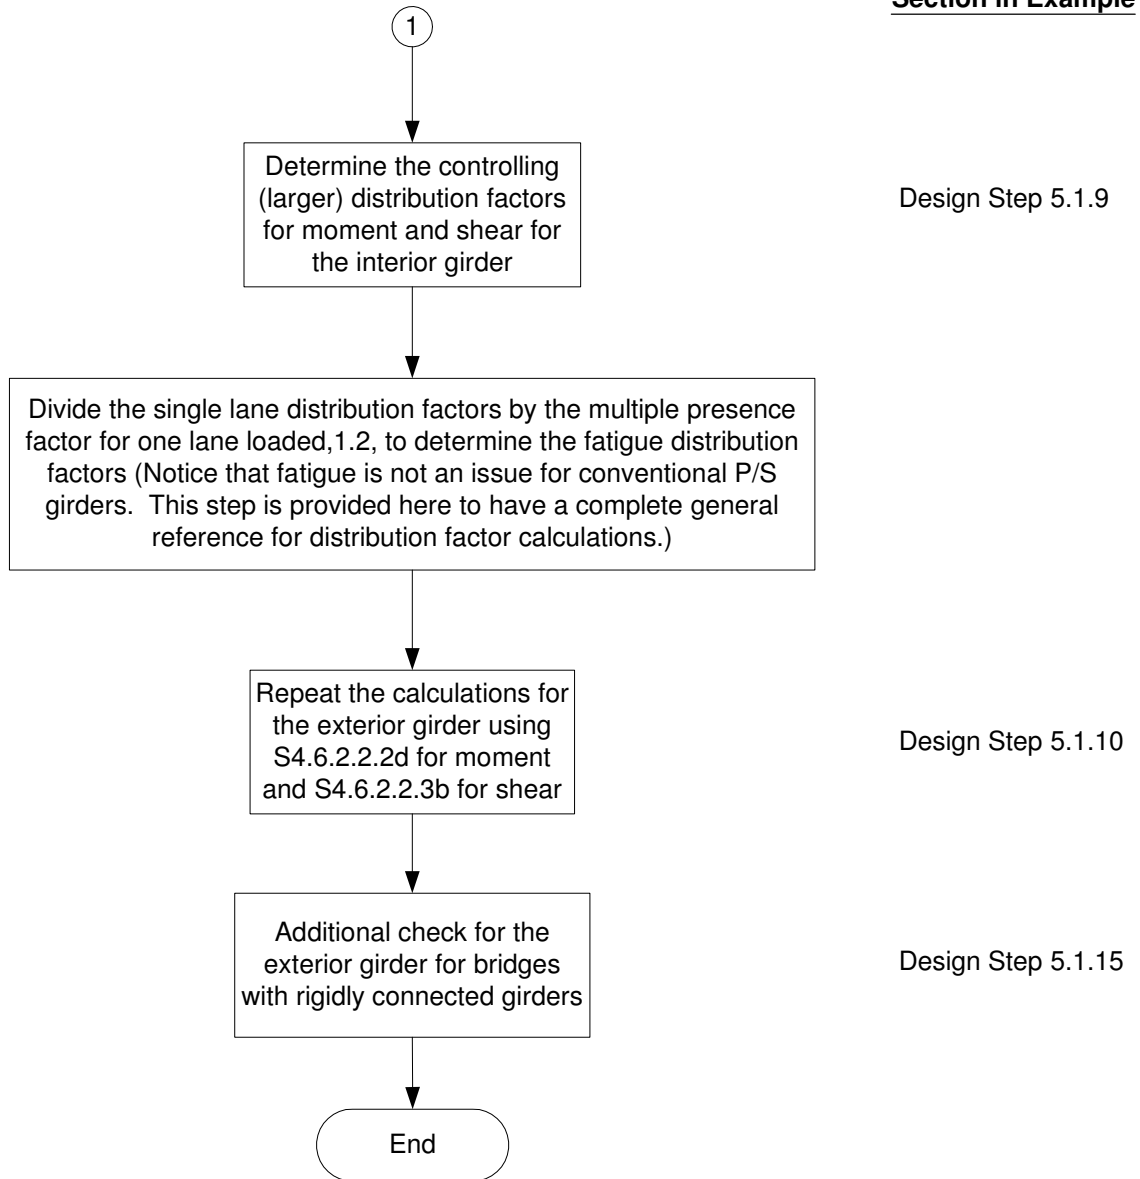 Section in Example
1
Determine the controlling
(larger) distribution factors
for moment and shear for
the interior girder
Design Step 5.1.9
Divide the single lane distribution factors by the multiple presence
factor for one lane loaded,1.2, to determine the fatigue distribution
factors (Notice that fatigue is not an issue for conventional P/S
girders.  This step is provided here to have a complete general
reference for distribution factor calculations.)
Repeat the calculations for
the exterior girder using
S4.6.2.2.2d for moment
and S4.6.2.2.3b for shear
Design Step 5.1.10
Additional check for the
exterior girder for bridges
with rigidly connected girders
Design Step 5.1.15
End